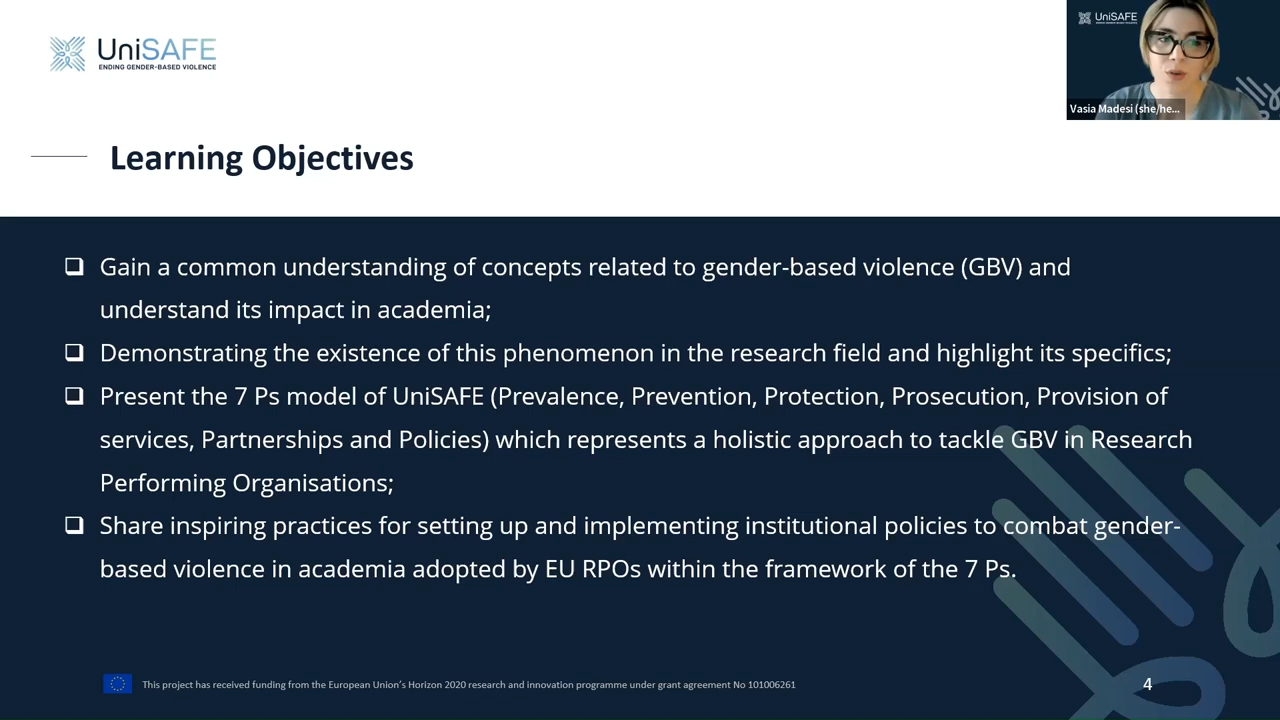 UniSAFE
ENDING GENDER-BASED VIOLENCE
UniSAFE
Vasia Madesi (she/he...
Learning Objectives
❑ Gain a common understanding of concepts related to gender-based violence (GBV) and
understand its impact in academia;
❑ Demonstrating the existence of this phenomenon in the research field and highlight its specifics;
❑ Present the 7 Ps model of UniSAFE (Prevalence, Prevention, Protection, Prosecution, Provision of
services, Partnerships and Policies) which represents a holistic approach to tackle GBV in Research
Performing Organisations;
❑ Share inspiring practices for setting up and implementing institutional policies to combat gender-
based violence in academia adopted by EU RPOs within the framework of the 7 Ps.
This project has received funding from the European Union's Horizon 2020 research and innovation programme under grant agreement No 101006261
4